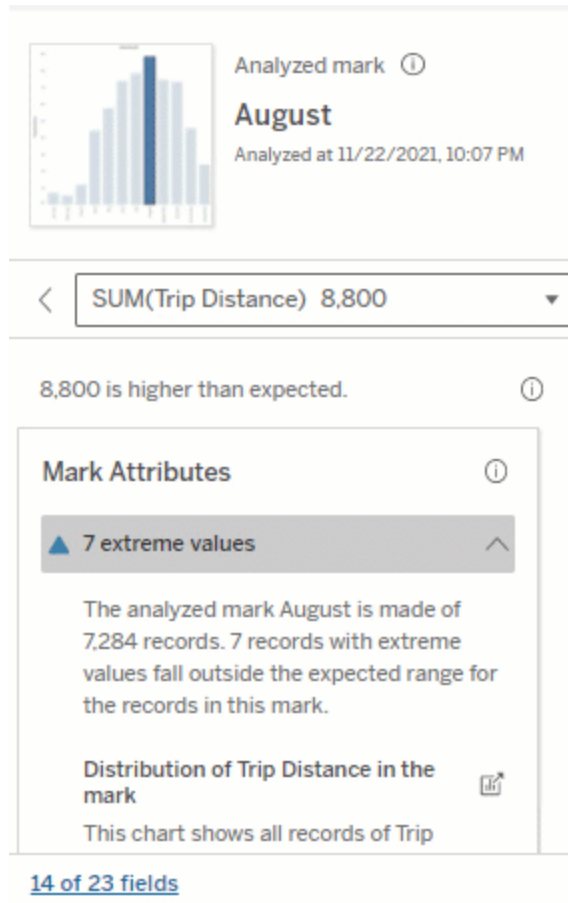 Analyzed mark
August
Analyzed at 11/22/2021, 10:07 PM
SUM(Trip Distance) 8,800
8,800 is higher than expected.
Mark Attributes
7 extreme values
The analyzed mark August is made of
7,284 records. 7 records with extreme
values fall outside the expected range for
the records in this mark.
Distribution of Trip Distance in the
mark
This chart shows all records of Trip
14 of 23 fields